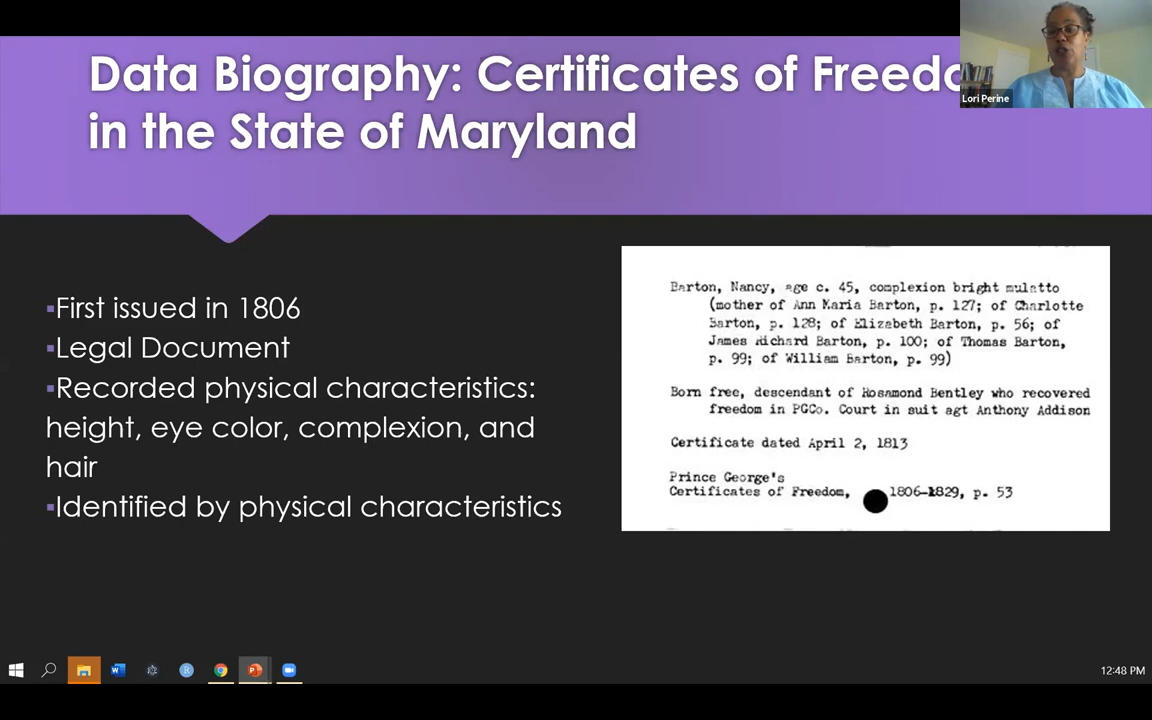 Data Biography: Certificates of Freedo
in the State of Maryland
Lori Perine
▪First issued in 1806
▪Legal Document
▪Recorded physical characteristics:
height, eye color, complexion, and
hair
▪Identified by physical characteristics
Barton, Nancy, age c. 45, complexion bright mulatto
(mother of Ann Maria Barton, p. 127; of Charlotte
Barton, p. 128; of Elizabeth Barton, p. 56; of
James Richard Barton, p. 100; of Thomas Barton,
p. 99; of William Barton, p. 99)
Born free, descendant of Rosamond Bentley who recovered
freedom in PGCo. Court in suit agt Anthony Addison
Certificate dated April 2, 1813
Prince George's
Certificates of Freedom, 1806-1829, p. 53
12:48 PM